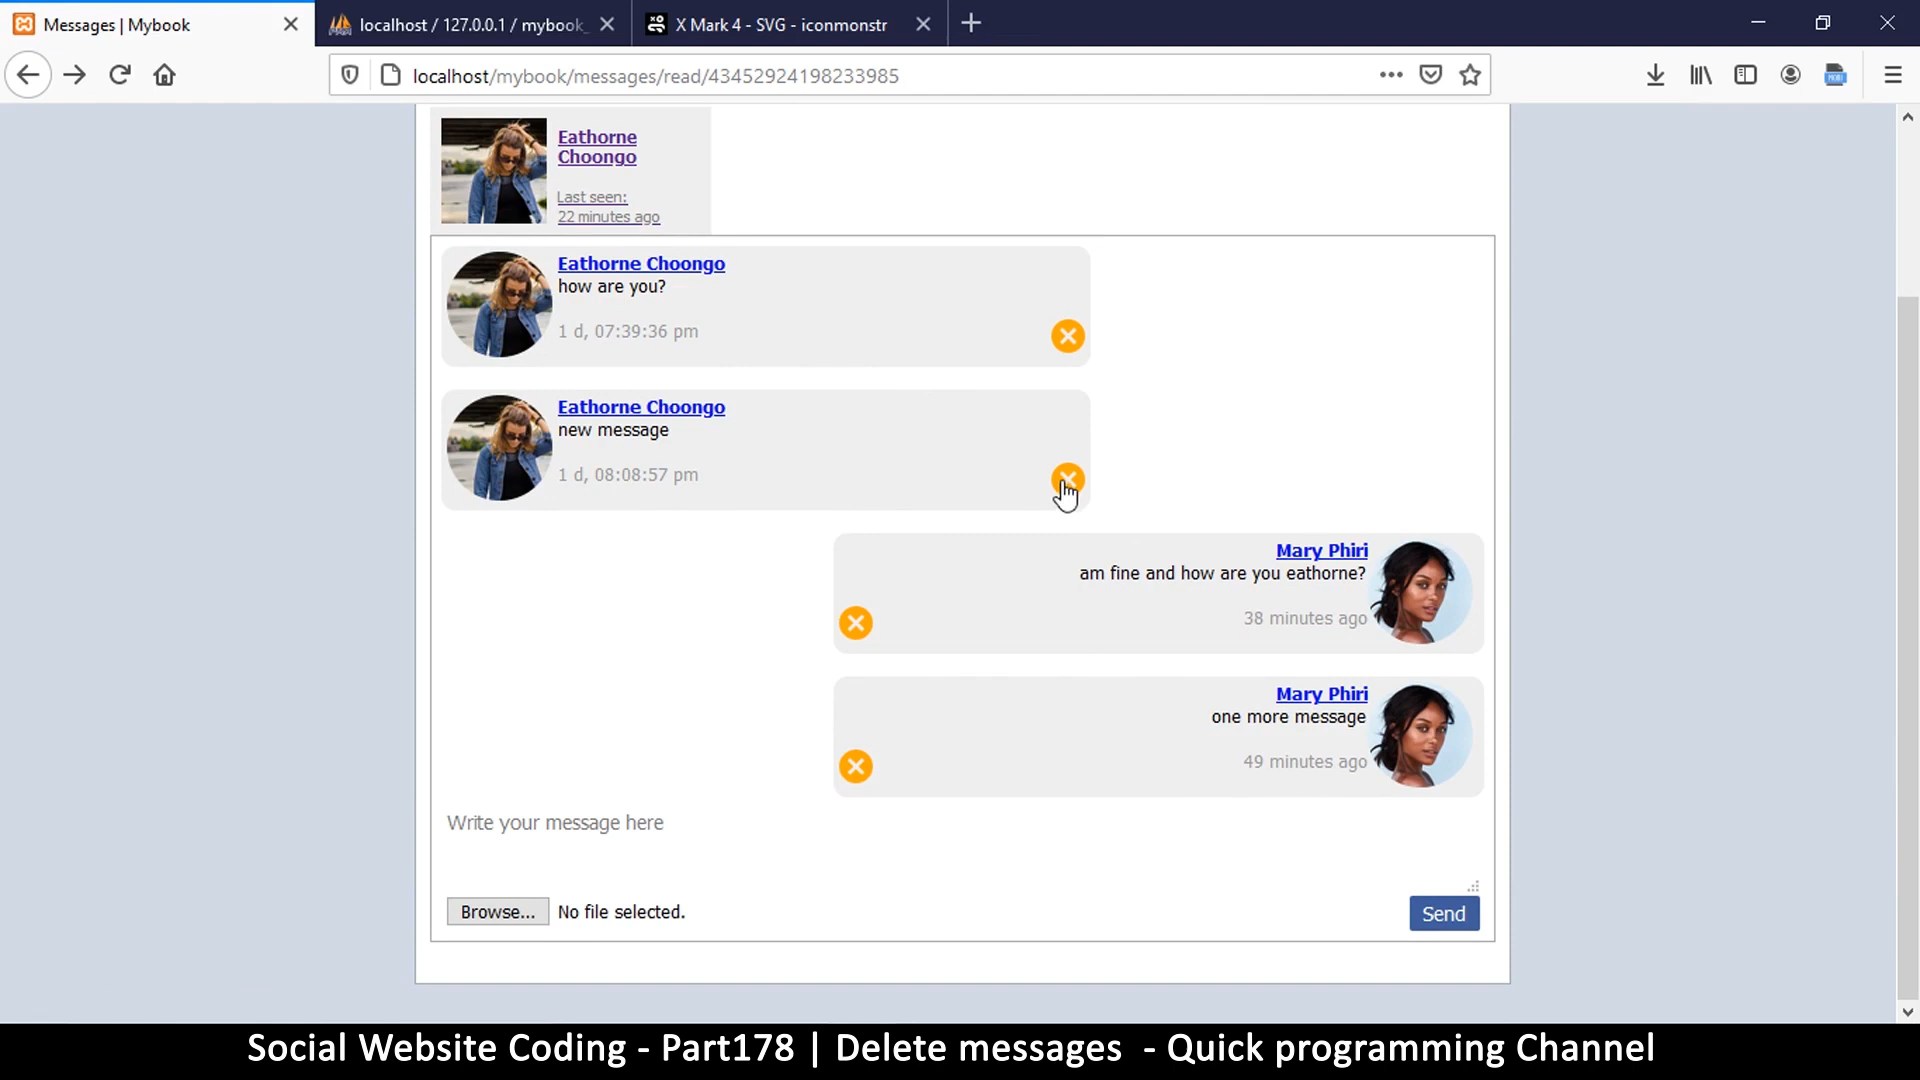 Messages | Mybook
localhost / 127.0.0.1 / mybook_
X Mark 4 - SVG - iconmonstr
localhost/mybook/messages/read/43452924198233985
Eathorne
Choongo
Last seen:
22 minutes ago
Eathorne Choongo
how are you?
1 d, 07:39:36 pm
Eathorne Choongo
new message
1 d, 08:08:57 pm
Mary Phiri
am fine and how are you eathorne?
38 minutes ago
Mary Phiri
one more message
49 minutes ago
Write your message here
Browse... No file selected.
Send
Social Website Coding - Part178 | Delete messages - Quick programming Channel